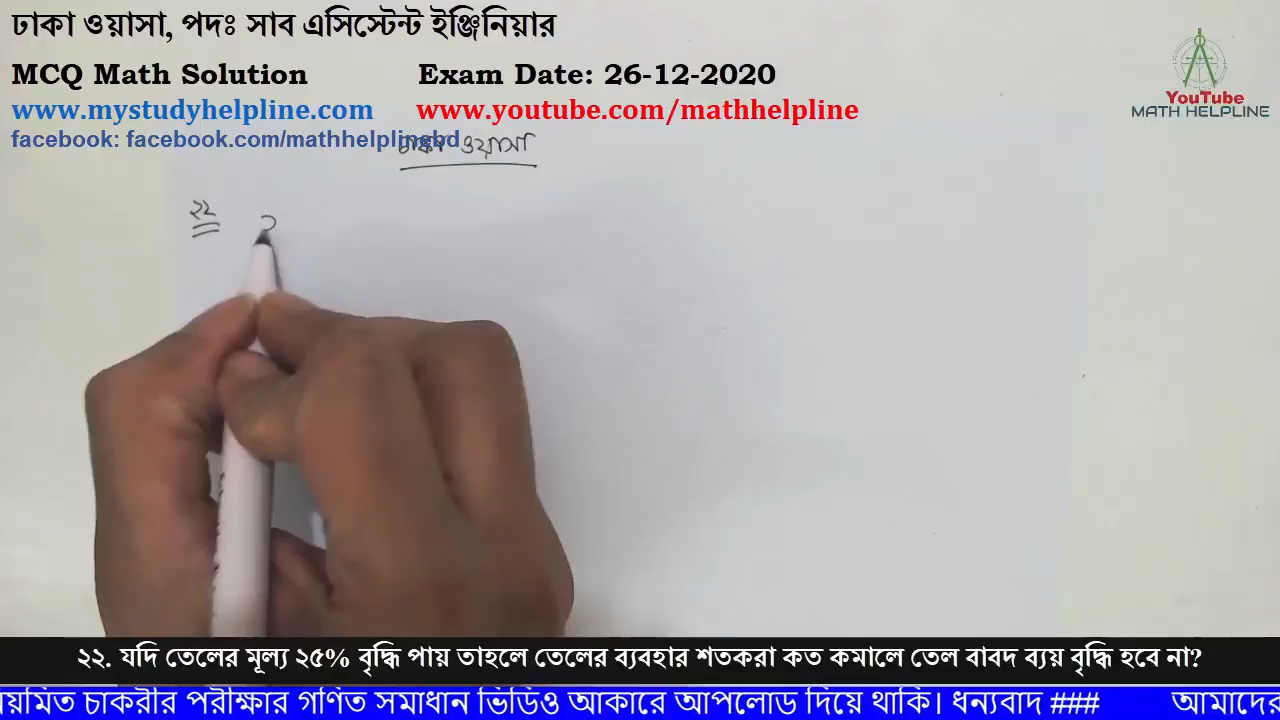 ঢাকা ওয়াসা, পদঃ সাব এসিস্টেন্ট ইঞ্জিনিয়ার
MCQ Math Solution Exam Date: 26-12-2020
www.mystudyhelpline.com www.youtube.com/mathhelpline
YouTube
MATH HELPLINE
facebook: facebook.com/mathhelplinebd
ঢাকা ওয়াসা
২২
২২. যদি তেলের মূল্য ২৫% বৃদ্ধি পায় তাহলে তেলের ব্যবহার শতকরা কত কমালে তেল বাবদ ব্যয় বৃদ্ধি হবে না?
য়মিত চাকরীর পরীক্ষার গণিত সমাধান ভিডিও আকারে আপলোড দিয়ে থাকি। ধন্যবাদ ### আমাদের